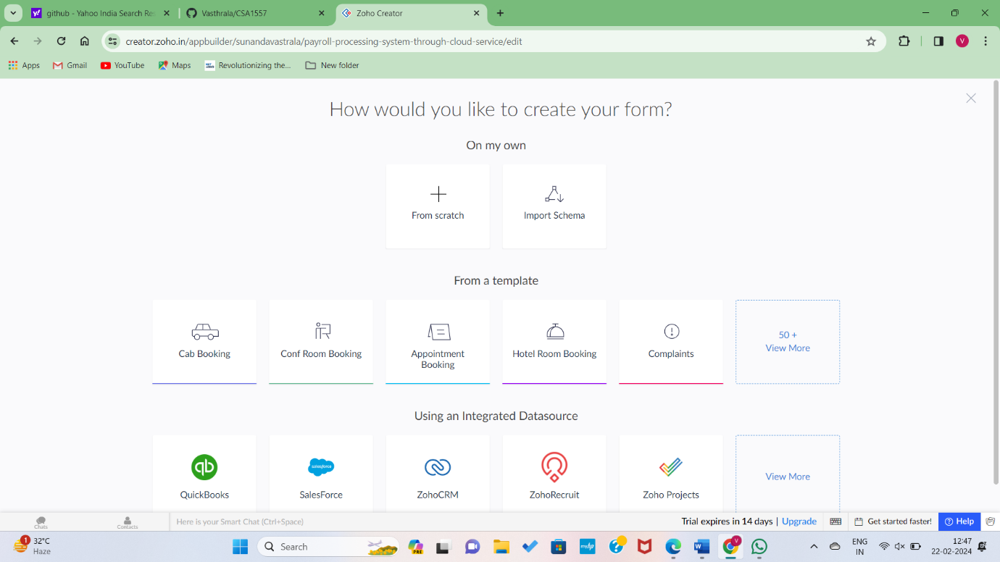 github - Yahoo India Search Re
Vasthrala/CSA1557
Zoho Creator
creator.zoho.in/appbuilder/sunandavastrala/payroll-processing-system-through-cloud-service/edit
V
Apps
Gmail
YouTube
Maps
Revolutionizing the...
New folder
How would you like to create your form?
On my own
From scratch
Import Schema
From a template
Cab Booking
Conf Room Booking
Appointment
Booking
Hotel Room Booking
Complaints
50 +
View More
Using an Integrated Datasource
qb
salesforce
QuickBooks
SalesForce
ZohoCRM
ZohoRecruit
Zoho Projects
View More
Chats
Contacts
Here is your Smart Chat (Ctrl+Space)
Trial expires in 14 days | Upgrade
Get started faster!
Help
1
32°C
Haze
Search
PRE
myhp
V
ENG
IN
12:47
22-02-2024